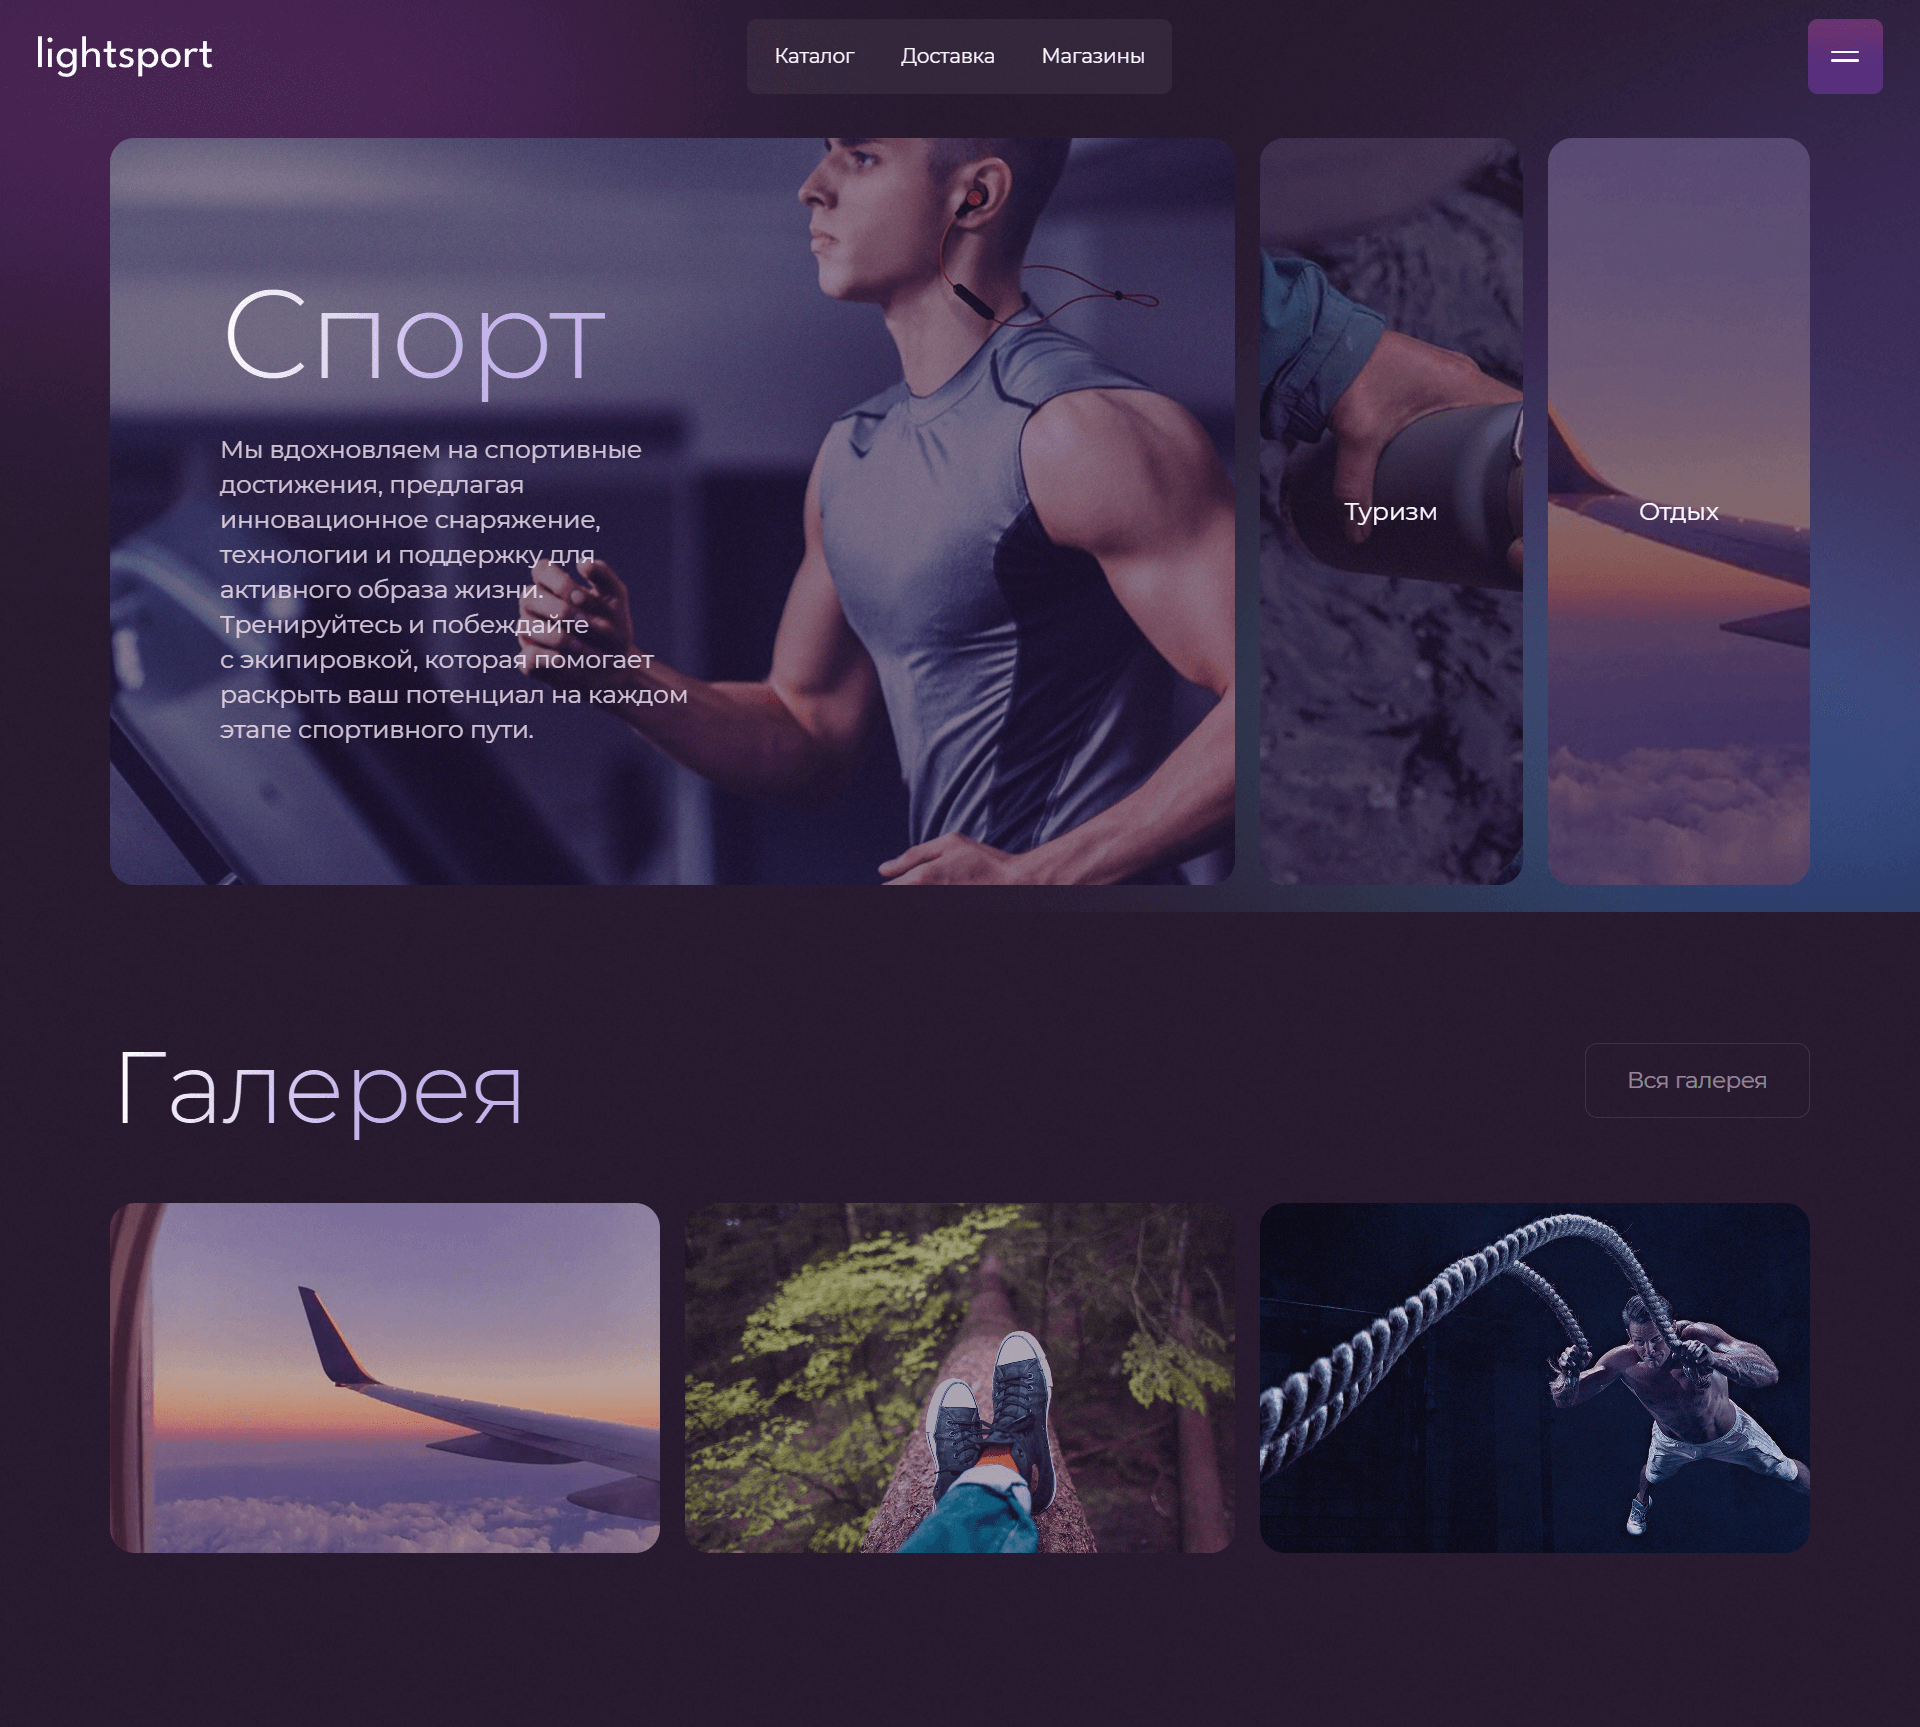 lightsport
Каталог
Доставка
Магазины
Спорт
Мы вдохновляем на спортивные
достижения, предлагая
инновационное снаряжение,
технологии и поддержку для
активного образа жизни.
Тренируйтесь и побеждайте
с экипировкой, которая помогает
раскрыть ваш потенциал на каждом
этапе спортивного пути.
Туризм
Отдых
Галерея
Вся галерея